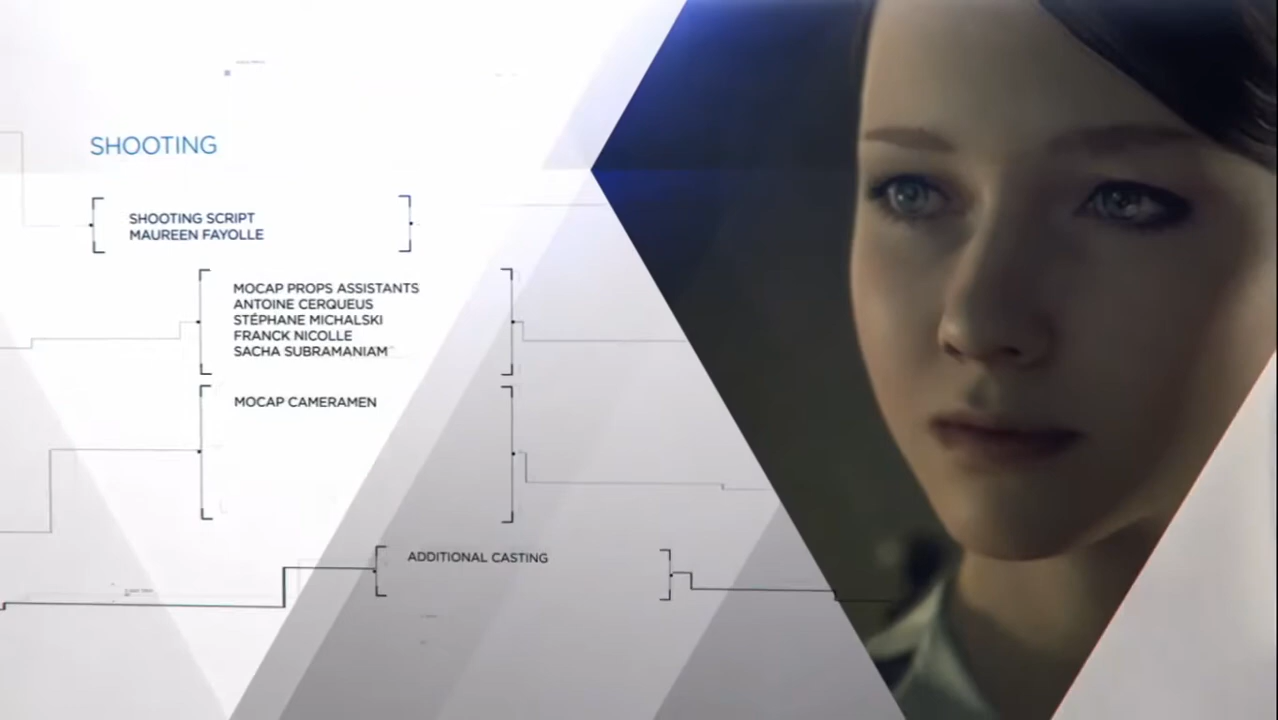 SHOOTING
SHOOTING SCRIPT
MAUREEN FAYOLLE
MOCAP PROPS ASSISTANTS
ANTOINE CERQUEUS
STÉPHANE MICHALSKI
FRANCK NICOLLE
SACHA SUBRAMANIAM
MOCAP CAMERAMEN
ADDITIONAL CASTING